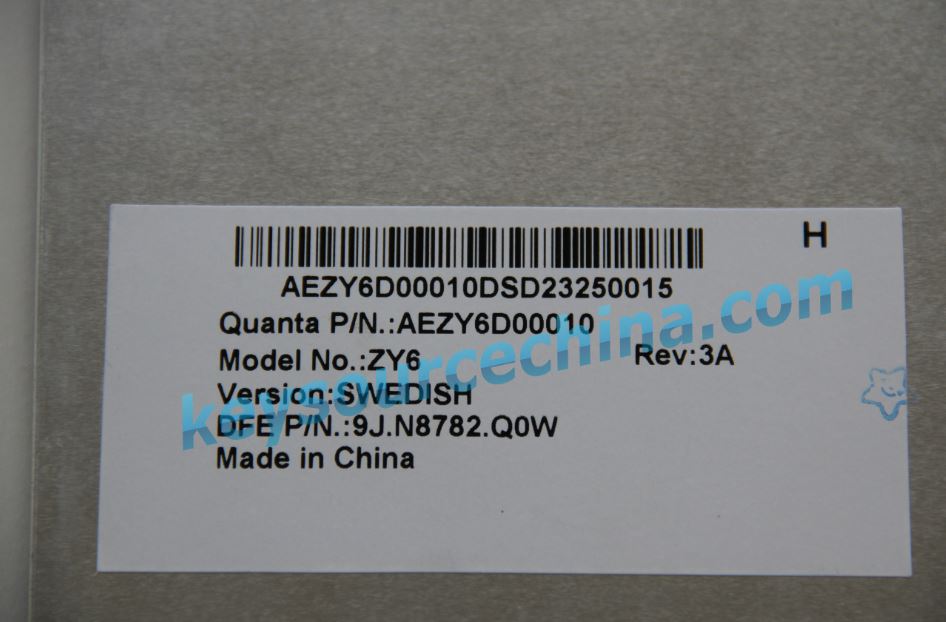 H
AEZY6D00010DSD23250015
Quanta P/N.:AEZY6D00010
Model No.:ZY6 Rev:3A
Version:SWEDISH
DFE P/N.:9J.N8782.Q0W
Made in China
keysourcechina.com